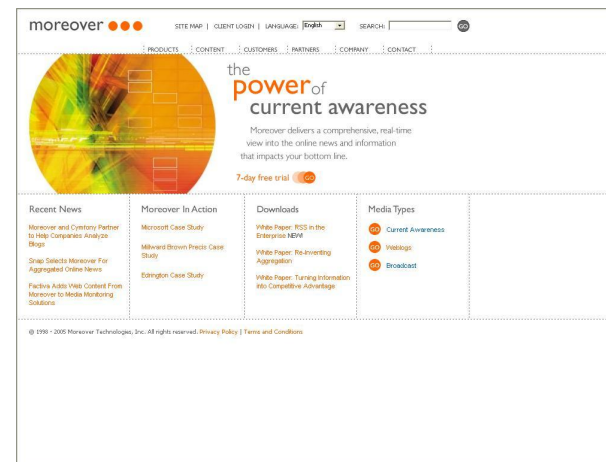 moreover
SITE MAP | CLIENT LOGIN | LANGUAGE: English SEARCH: GO
PRODUCTS CONTENT CUSTOMERS PARTNERS COMPANY CONTACT
the
power of
current awareness
Moreover delivers a comprehensive, real-time
view into the online news and information
that impacts your bottom line.
7-day free trial GO
Recent News
Moreover and Cymfony Partner
to Help Companies Analyze
Blogs
Snap Selects Moreover For
Aggregated Online News
Factiva Adds Web Content From
Moreover to Media Monitoring
Solutions
Moreover In Action
Microsoft Case Study
Millward Brown Precis Case
Study
Edrington Case Study
Downloads
White Paper: RSS in the
Enterprise NEW!
White Paper: Re-Inventing
Aggregation
White Paper: Turning Information
into Competitive Advantage
Media Types
GO Current Awareness
GO Weblogs
GO Broadcast
© 1998 - 2005 Moreover Technologies, Inc. All rights reserved. Privacy Policy | Terms and Conditions